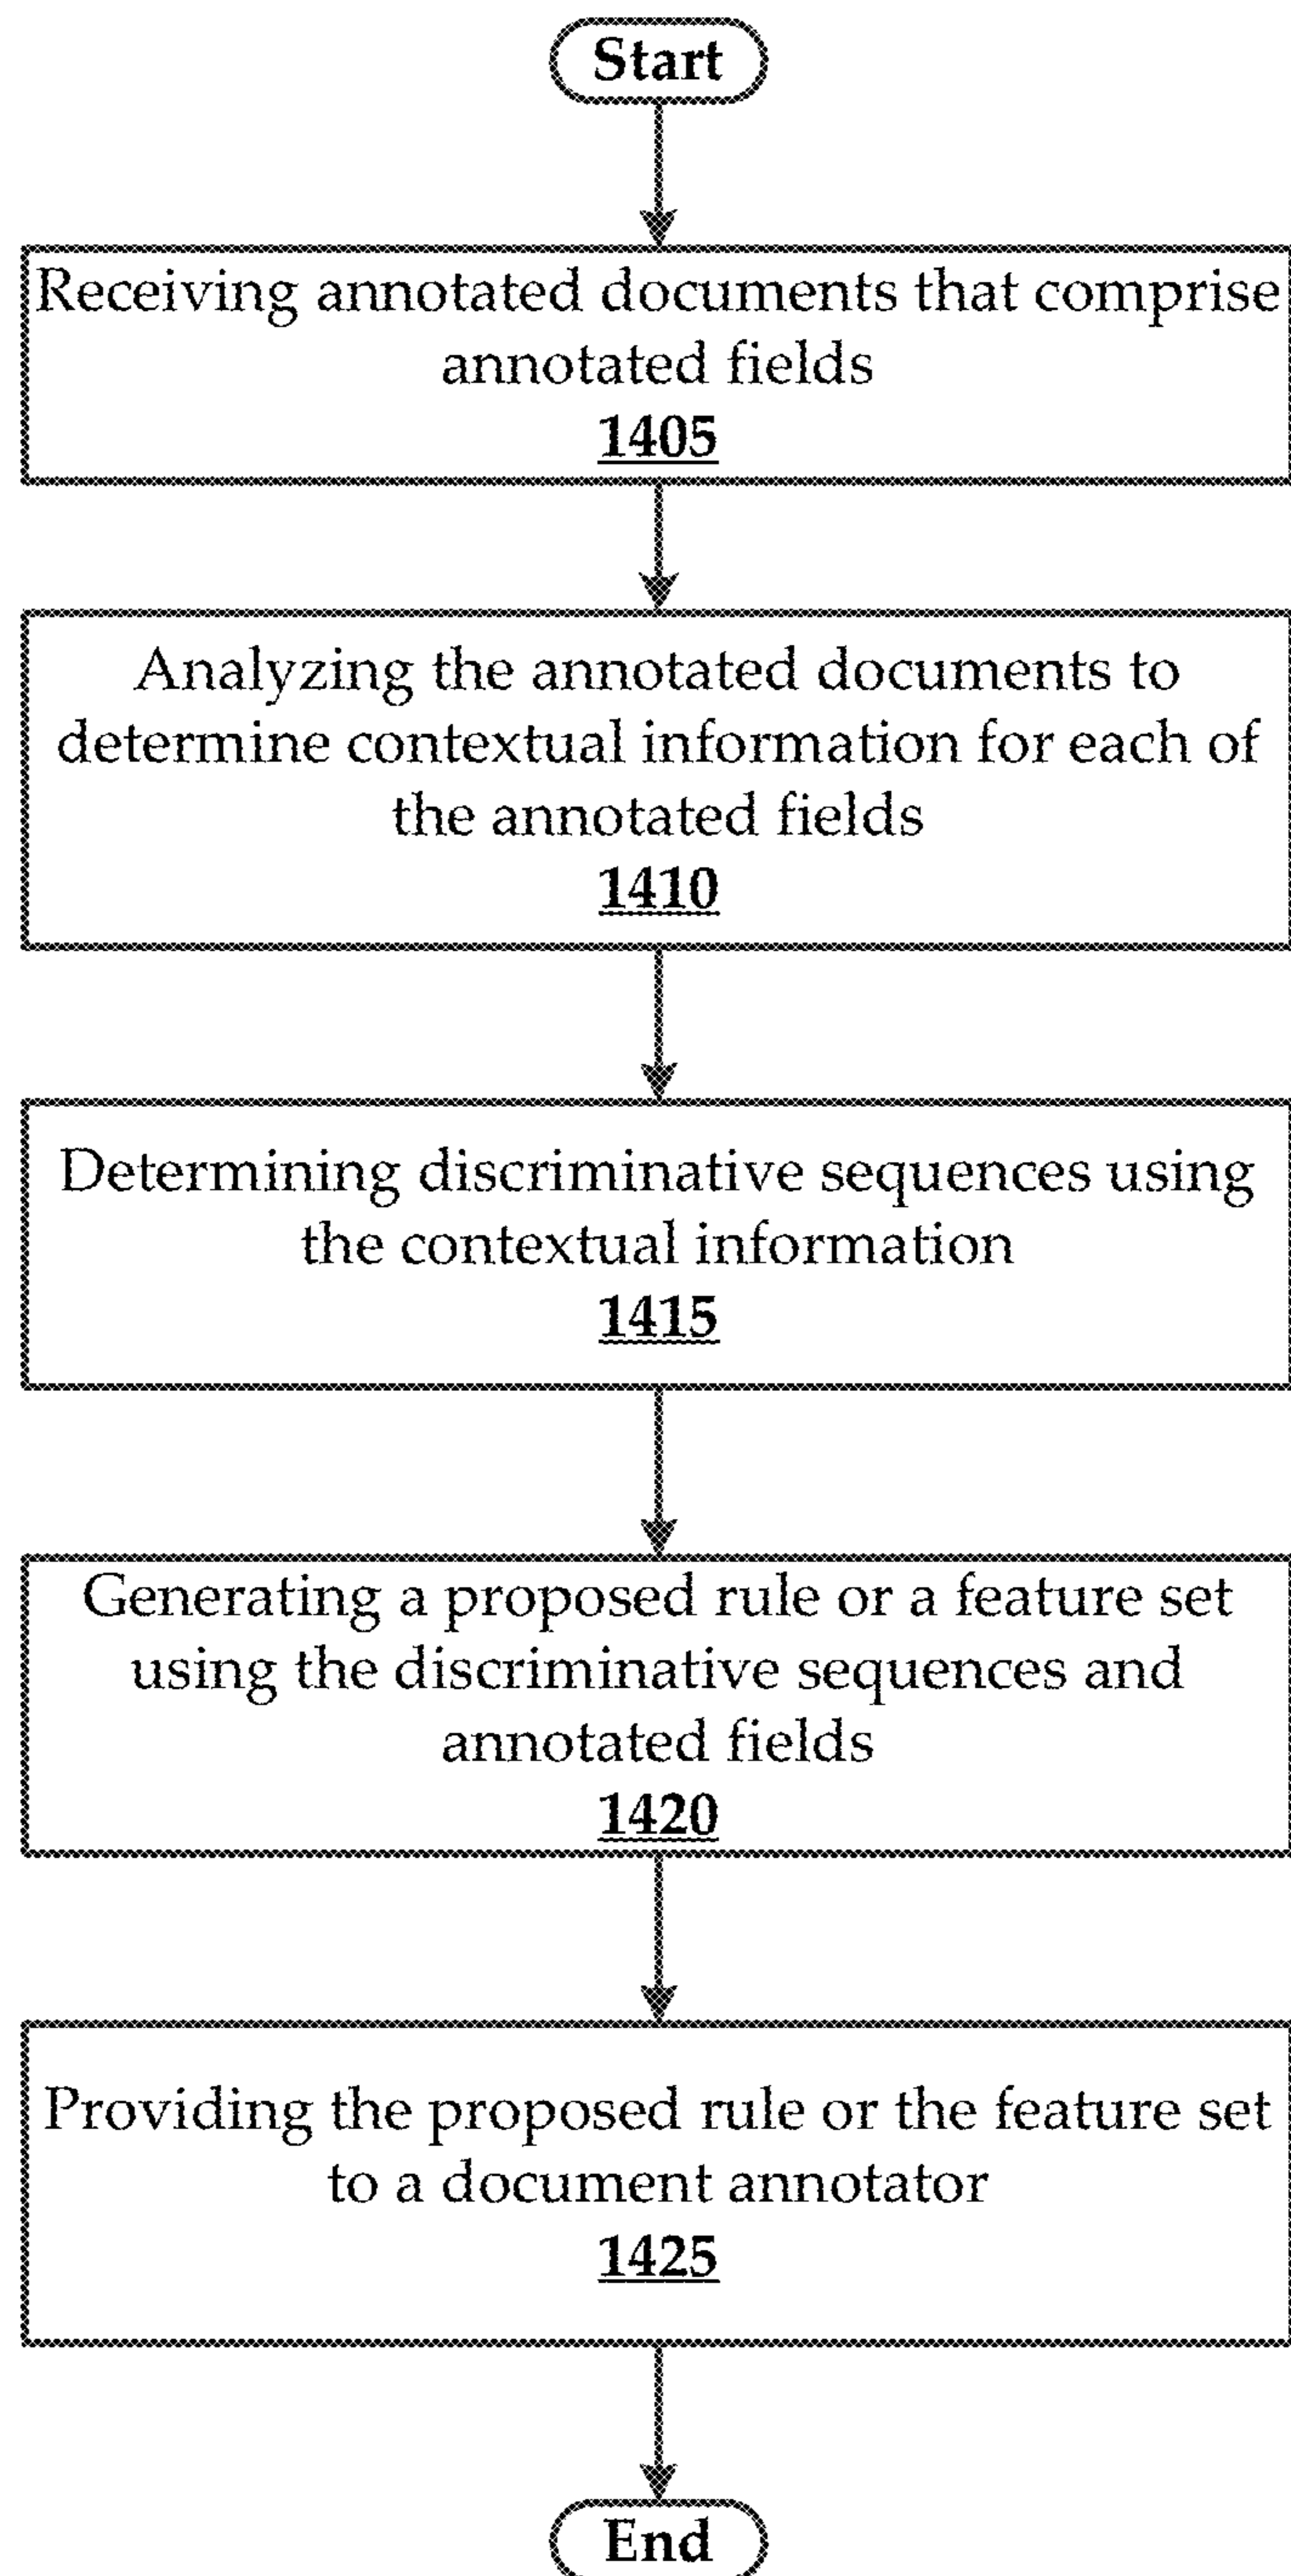 Start
Receiving annotated documents that comprise
annotated fields
1405
Analyzing the annotated documents to
determine contextual information for each of
the annotated fields
1410
Determining discriminative sequences using
the contextual information
1415
Generating a proposed rule or a feature set
using the discriminative sequences and
annotated fields
1420
Providing the proposed rule or the feature set
to a document annotator
1425
End